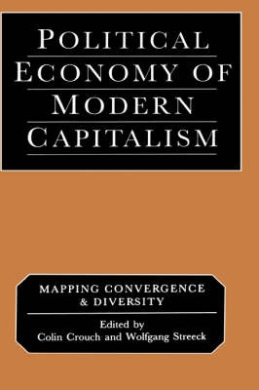 POLITICAL
ECONOMY OF
MODERN
CAPITALISM
MAPPING CONVERGENCE
& DIVERSITY
Edited by
Colin Crouch and Wolfgang Streeck